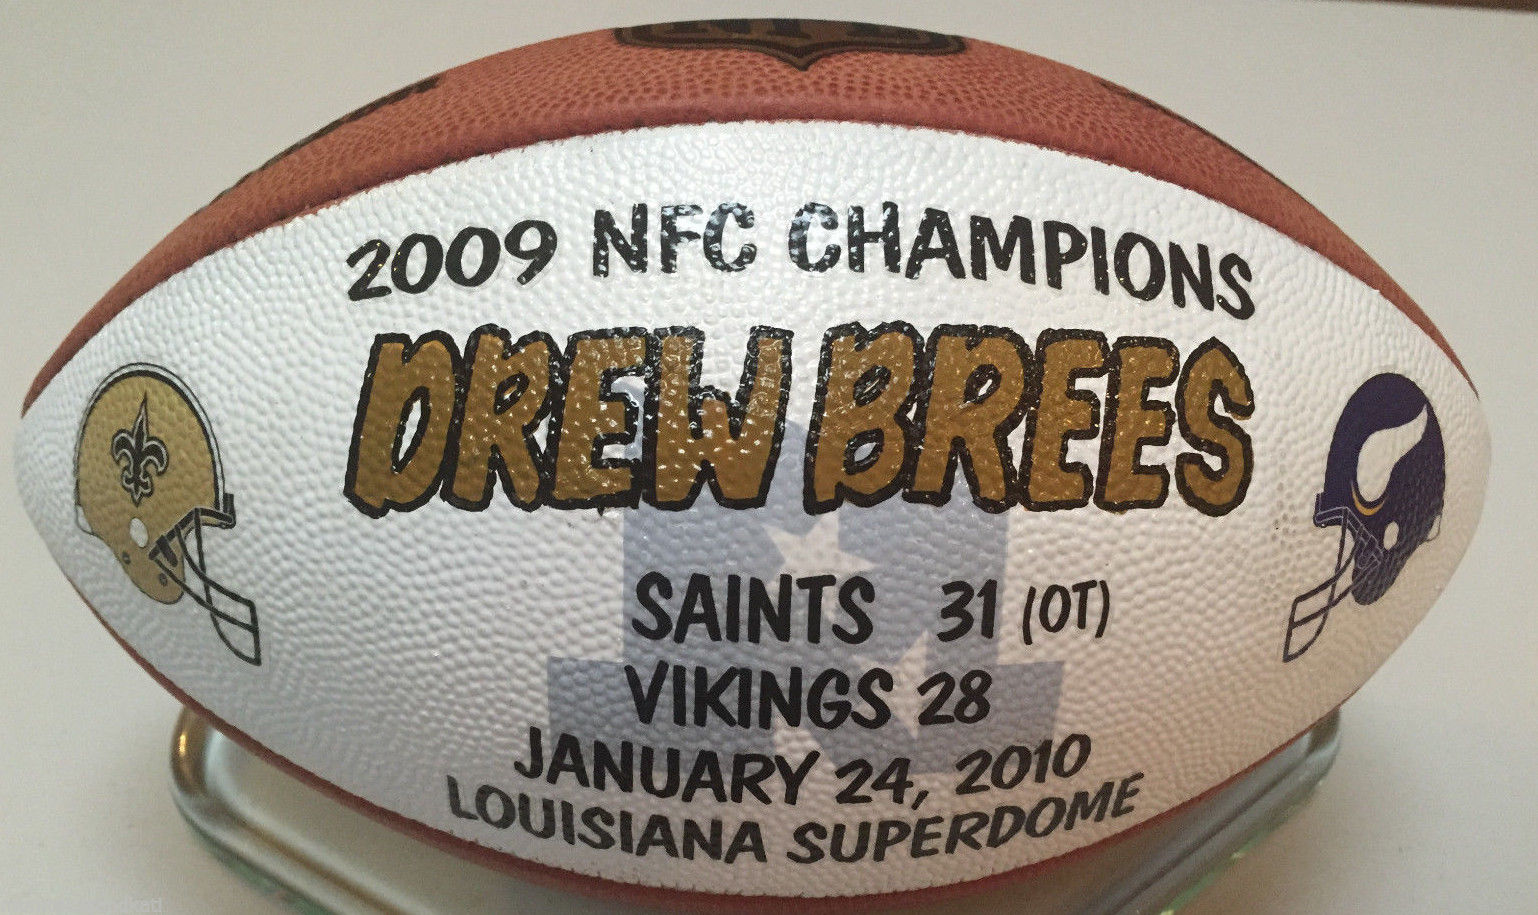 2009 NFC CHAMPIONS
DREW BREES
SAINTS 31 (OT)
VIKINGS 28
JANUARY 24, 2010
LOUISIANA SUPERDOME